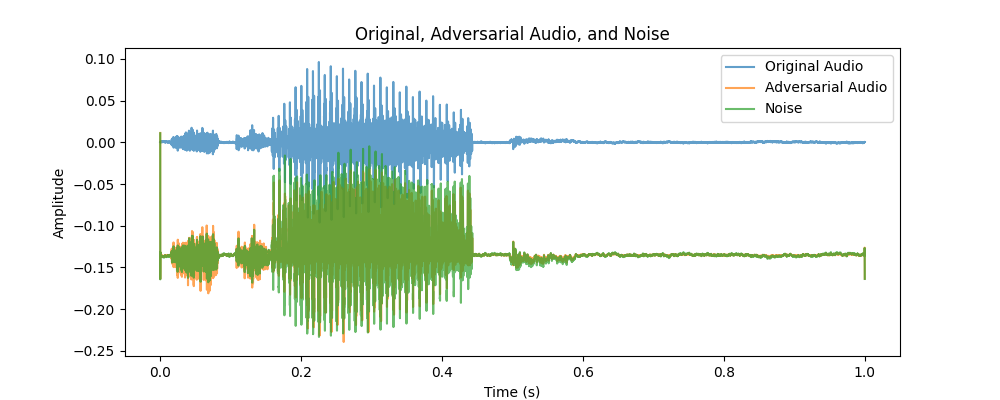 Original, Adversarial Audio, and Noise
Original Audio
Adversarial Audio
Noise
Amplitude
0.10
0.05
0.00
−0.05
−0.10
−0.15
−0.20
−0.25
0.0
0.2
0.4
0.6
0.8
1.0
Time (s)